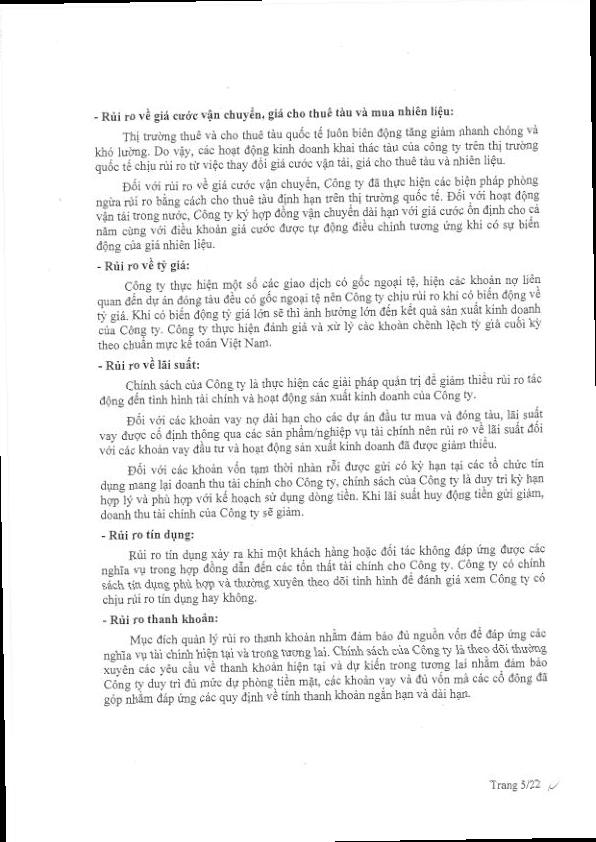 - Rủi ro về giá cước vận chuyển, giá cho thuê tàu và mua nhiên liệu:
Thị trường thuê và cho thuê tàu quốc tế luôn biến động tăng giảm nhanh chóng và
khó lường. Do vậy, các hoạt động kinh doanh khai thác tàu của công ty trên thị trường
quốc tế chịu rủi ro từ việc thay đổi giá cước vận tải, giá cho thuê tàu và nhiên liệu.
Đối với rủi ro về giá cước vận chuyển, Công ty đã thực hiện các biện pháp phòng
ngừa rủi ro bằng cách cho thuê tàu định hạn trên thị trường quốc tế. Đối với hoạt động
vận tải trong nước, Công ty ký hợp đồng vận chuyển dài hạn với giá cước ổn định cho cả
năm cùng với điều khoản giá cước được tự động điều chỉnh tương ứng khi có sự biến
động của giá nhiên liệu.
- Rủi ro về tỷ giá:
Công ty thực hiện một số các giao dịch có gốc ngoại tệ, hiện các khoản nợ liên
quan đến dự án đóng tàu đều có gốc ngoại tệ nên Công ty chịu rủi ro khi có biến động về
tỷ giá. Khi có biến động tỷ giá lớn sẽ thì ảnh hưởng lớn đến kết quả sản xuất kinh doanh
của Công ty. Công ty thực hiện đánh giá và xử lý các khoản chênh lệch tỷ giá cuối kỳ
theo chuẩn mực kế toán Việt Nam.
- Rủi ro về lãi suất:
Chính sách của Công ty là thực hiện các giải pháp quản trị để giảm thiểu rủi ro tác
động đến tình hình tài chính và hoạt động sản xuất kinh doanh của Công ty.
Đối với các khoản vay nợ dài hạn cho các dự án đầu tư mua và đóng tàu, lãi suất
vay được cố định thông qua các sản phẩm/nghiệp vụ tài chính nên rủi ro về lãi suất đối
với các khoản vay đầu tư và hoạt động sản xuất kinh doanh đã được giảm thiểu.
Đối với các khoản vốn tạm thời nhàn rỗi được gửi có kỳ hạn tại các tổ chức tín
dụng mang lại doanh thu tài chính cho Công ty, chính sách của Công ty là duy trì kỳ hạn
hợp lý và phù hợp với kế hoạch sử dụng dòng tiền. Khi lãi suất huy động tiền gửi giảm,
doanh thu tài chính của Công ty sẽ giảm.
- Rủi ro tín dụng:
Rủi ro tín dụng xảy ra khi một khách hàng hoặc đối tác không đáp ứng được các
nghĩa vụ trong hợp đồng dẫn đến các tổn thất tài chính cho Công ty. Công ty có chính
sách tín dụng phù hợp và thường xuyên theo dõi tình hình để đánh giá xem Công ty có
chịu rủi ro tín dụng hay không.
- Rủi ro thanh khoản:
Mục đích quản lý rủi ro thanh khoản nhằm đảm bảo đủ nguồn vốn để đáp ứng các
nghĩa vụ tài chính hiện tại và trong tương lai. Chính sách của Công ty là theo dõi thường
xuyên các yêu cầu về thanh khoản hiện tại và dự kiến trong tương lai nhằm đảm bảo
Công ty duy trì đủ mức dự phòng tiền mặt, các khoản vay và đủ vốn mà các cổ đông đã
góp nhằm đáp ứng các quy định về tính thanh khoản ngắn hạn và dài hạn.
Trang 5/22